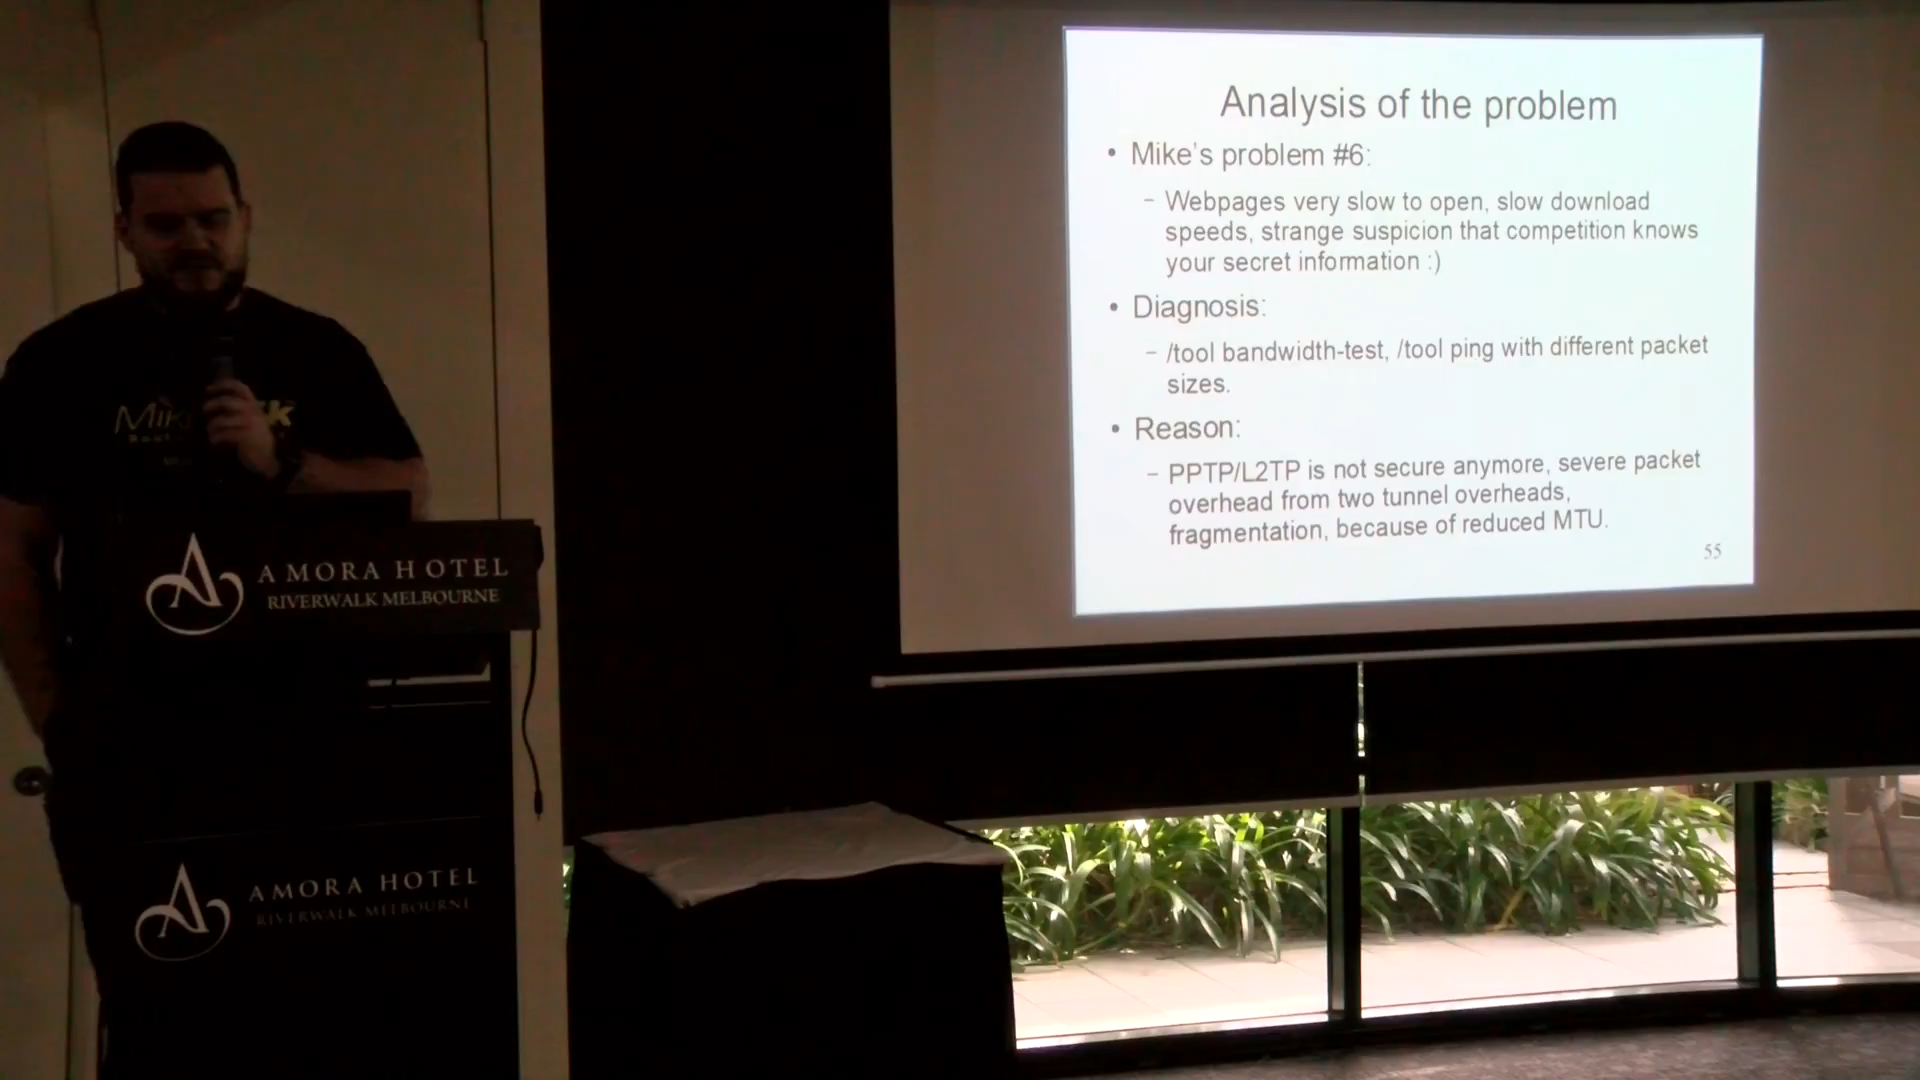 Analysis of the problem
• Mike's problem #6:
– Webpages very slow to open, slow download
speeds, strange suspicion that competition knows
your secret information :)
• Diagnosis:
– /tool bandwidth-test, /tool ping with different packet
sizes.
• Reason:
– PPTP/L2TP is not secure anymore, severe packet
overhead from two tunnel overheads,
fragmentation, because of reduced MTU.
55
AMORA HOTEL
RIVERWALK MELBOURNE
AMORA HOTEL
RIVERWALK MELBOURNE